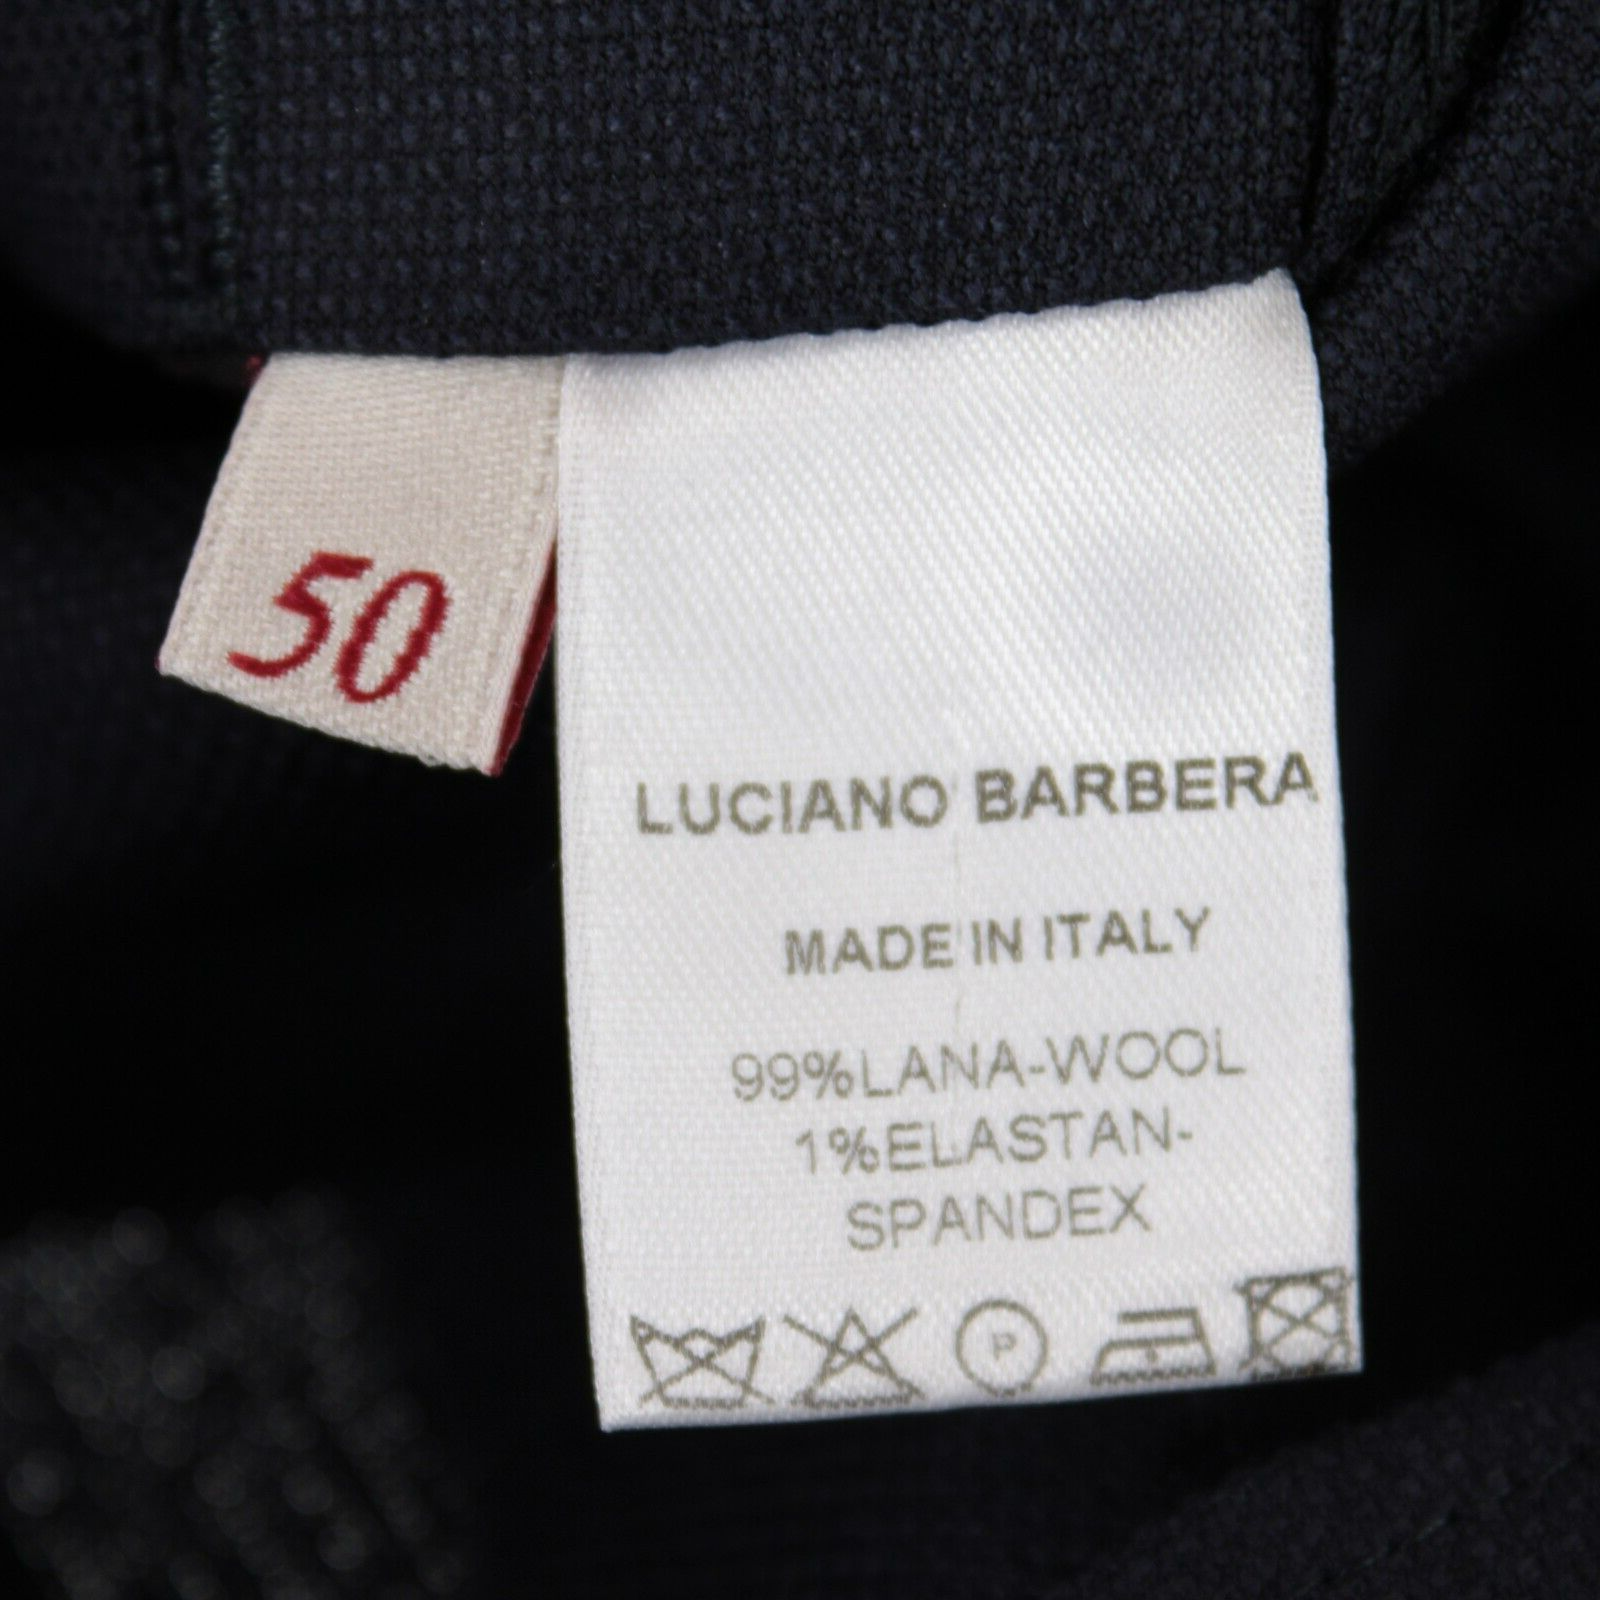 50
LUCIANO BARBERA
MADE IN ITALY
99%LANA-WOOL
1%ELASTAN-
SPANDEX
P